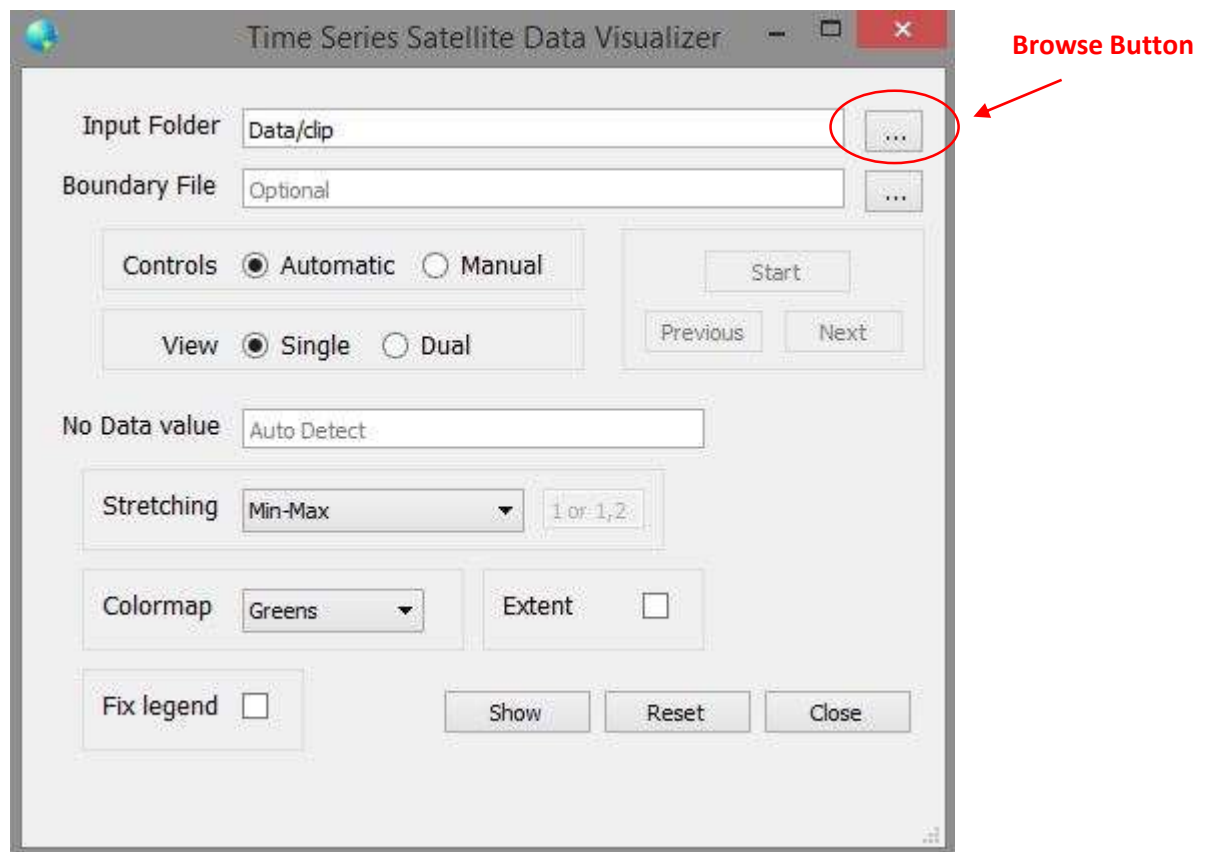 Time Series Satellite Data Visualizer
Browse Button
Input Folder Data/clip ...
Boundary File Optional ...
Controls Automatic Manual
Start
View Single Dual
Previous Next
No Data value Auto Detect
Stretching Min-Max 1 or 1,2
Colormap Greens Extent
Fix legend Show Reset Close